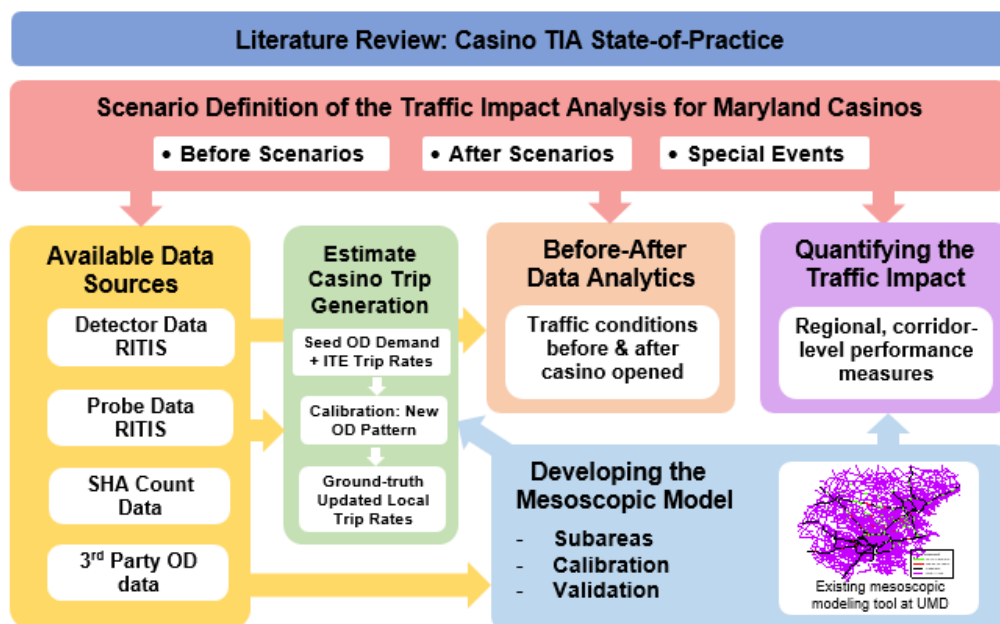 Literature Review: Casino TIA State-of-Practice
Scenario Definition of the Traffic Impact Analysis for Maryland Casinos
• Before Scenarios
• After Scenarios
• Special Events
Available Data
Sources
Detector Data
RITIS
Probe Data
RITIS
SHA Count
Data
3rd Party OD
data
Estimate
Casino Trip
Generation
Seed OD Demand
+ ITE Trip Rates
Calibration: New
OD Pattern
Ground-truth
Updated Local
Trip Rates
Before-After
Data Analytics
Traffic conditions
before & after
casino opened
Quantifying the
Traffic Impact
Regional, corridor-
level performance
measures
Developing the
Mesoscopic Model
- Subareas
- Calibration
- Validation
Existing mesoscopic
modeling tool at UMD